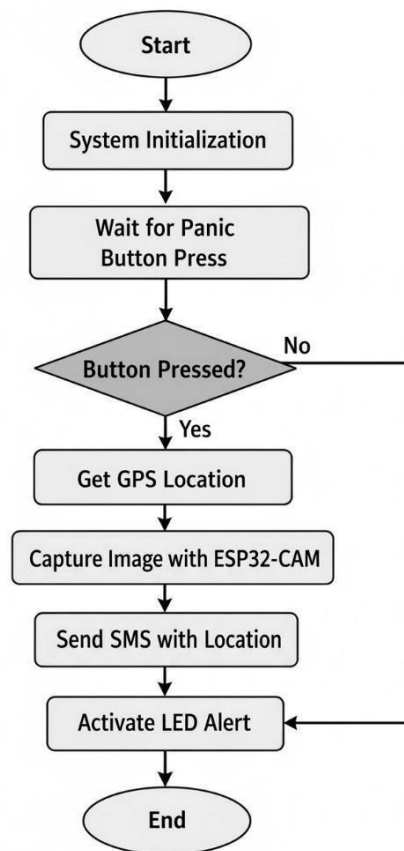 Start
System Initialization
Wait for Panic
Button Press
Button Pressed?
No
Yes
Get GPS Location
Capture Image with ESP32-CAM
Send SMS with Location
Activate LED Alert
End